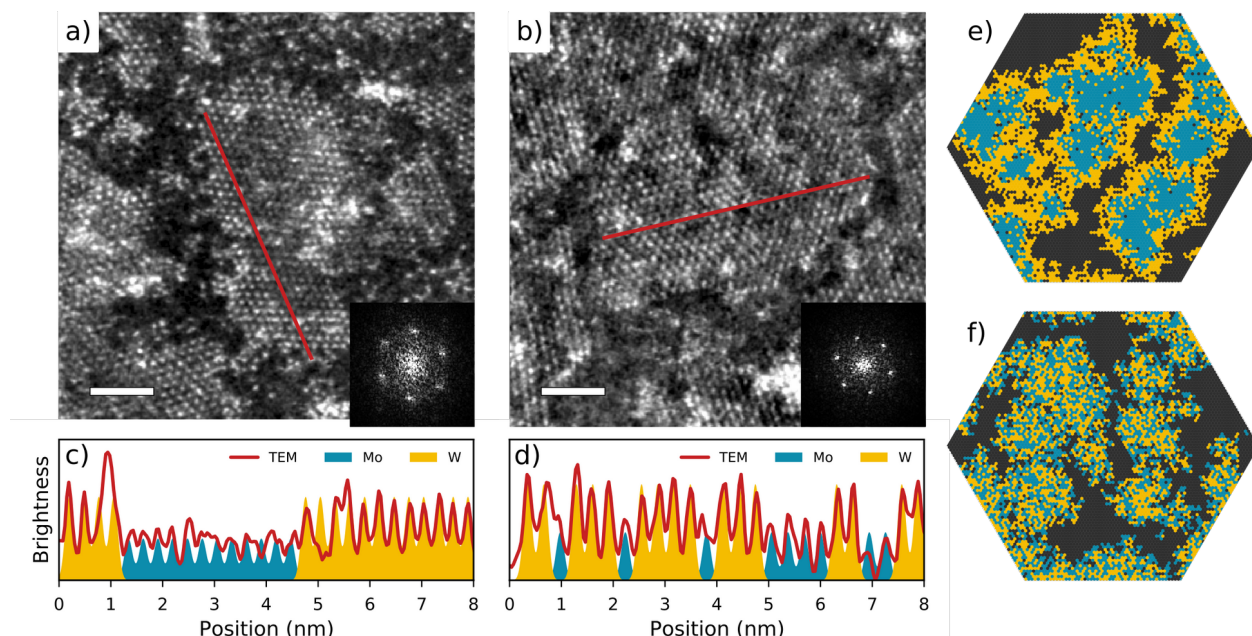 a)
b)
e)
f)
c)
TEM
Mo
W
d)
TEM
Mo
W
Brightness
0 1 2 3 4 5 6 7 8
0 1 2 3 4 5 6 7 8
Position (nm)
Position (nm)